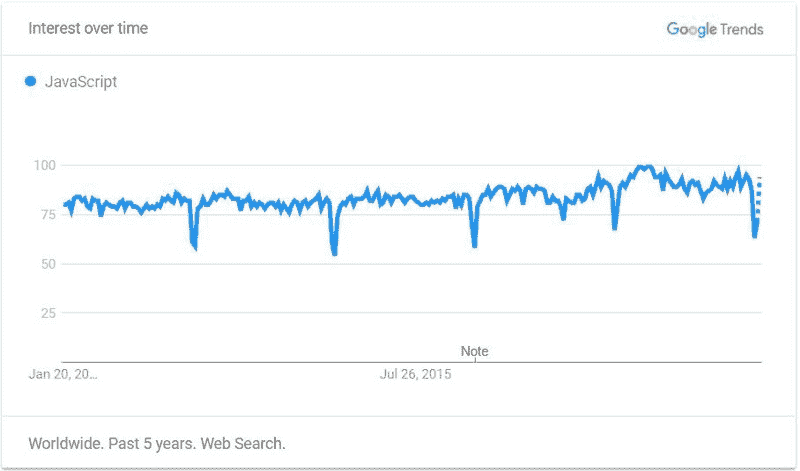 Interest over time
Google Trends
JavaScript
100
75
50
25
Note
Jan 20, 20...
Jul 26, 2015
Worldwide. Past 5 years. Web Search.